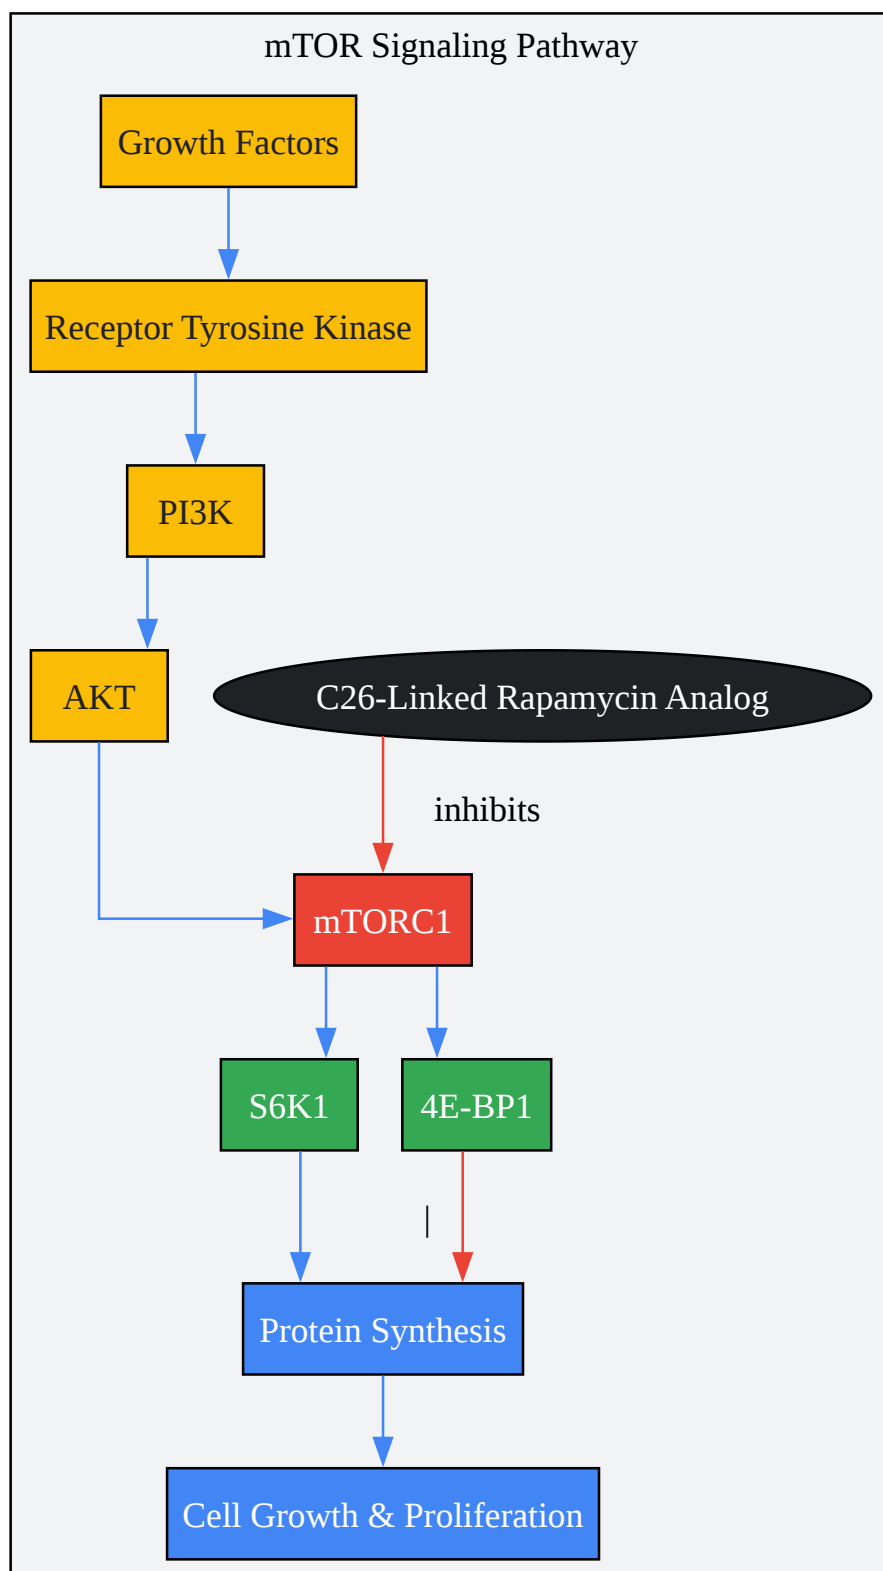 mTOR Signaling Pathway
Growth Factors
Receptor Tyrosine Kinase
PI3K
AKT
C26-Linked Rapamycin Analog
inhibits
mTORC1
S6K1
4E-BP1
|
Protein Synthesis
Cell Growth & Proliferation